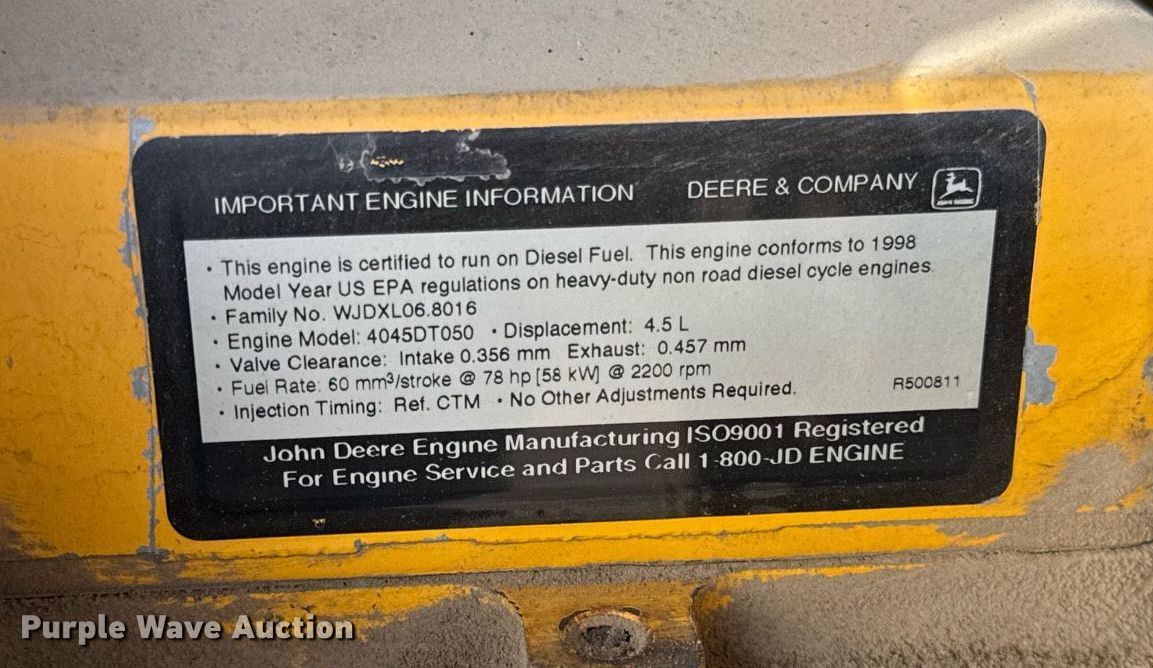 IMPORTANT ENGINE INFORMATION DEERE & COMPANY
• This engine is certified to run on Diesel Fuel. This engine conforms to 1998
Model Year US EPA regulations on heavy-duty non road diesel cycle engines
• Family No. WJDXL06.8016
• Engine Model: 4045DT050 • Displacement: 4.5 L
• Valve Clearance: Intake 0.356 mm Exhaust: 0.457 mm
• Fuel Rate: 60 mm³/stroke @ 78 hp [58 kW] @ 2200 rpm
• Injection Timing: Ref. CTM • No Other Adjustments Required.
R500811
John Deere Engine Manufacturing ISO9001 Registered
For Engine Service and Parts Call 1-800-JD ENGINE
Purple Wave Auction